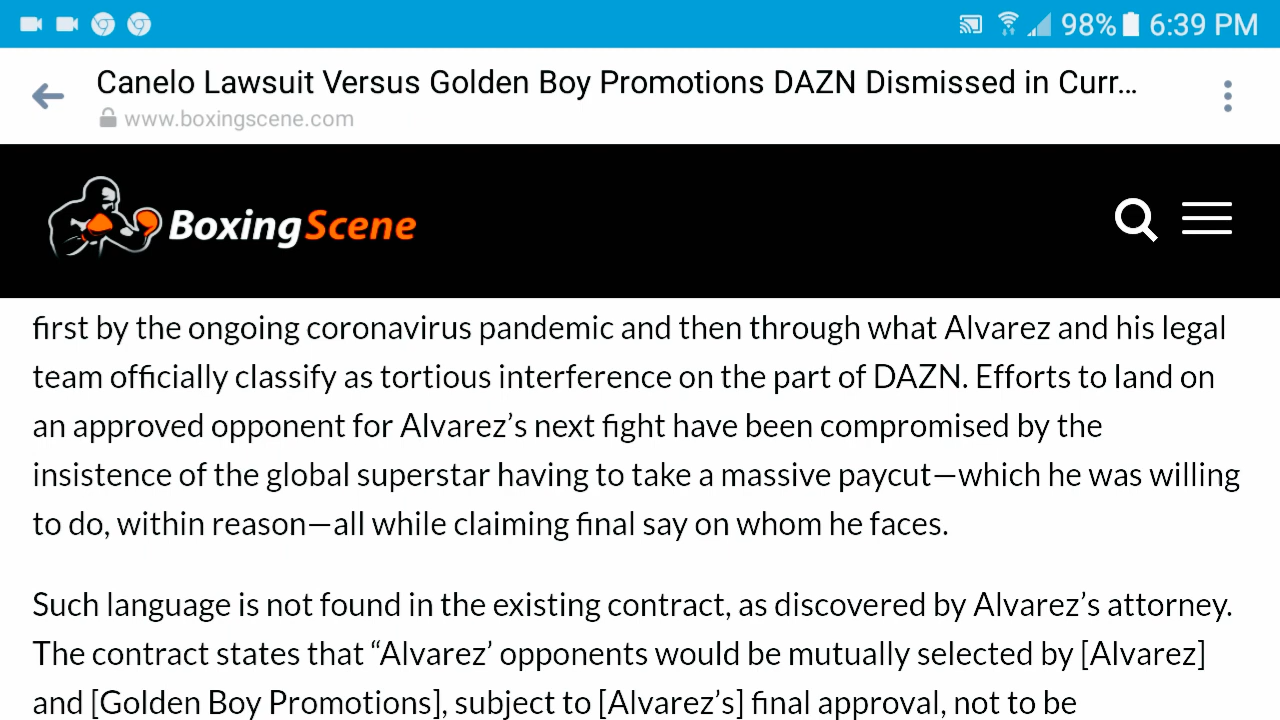 98% 6:39 PM
Canelo Lawsuit Versus Golden Boy Promotions DAZN Dismissed in Curr...
www.boxingscene.com
BoxingScene
first by the ongoing coronavirus pandemic and then through what Alvarez and his legal
team officially classify as tortious interference on the part of DAZN. Efforts to land on
an approved opponent for Alvarez’s next fight have been compromised by the
insistence of the global superstar having to take a massive paycut—which he was willing
to do, within reason—all while claiming final say on whom he faces.
Such language is not found in the existing contract, as discovered by Alvarez’s attorney.
The contract states that “Alvarez’ opponents would be mutually selected by [Alvarez]
and [Golden Boy Promotions], subject to [Alvarez’s] final approval, not to be